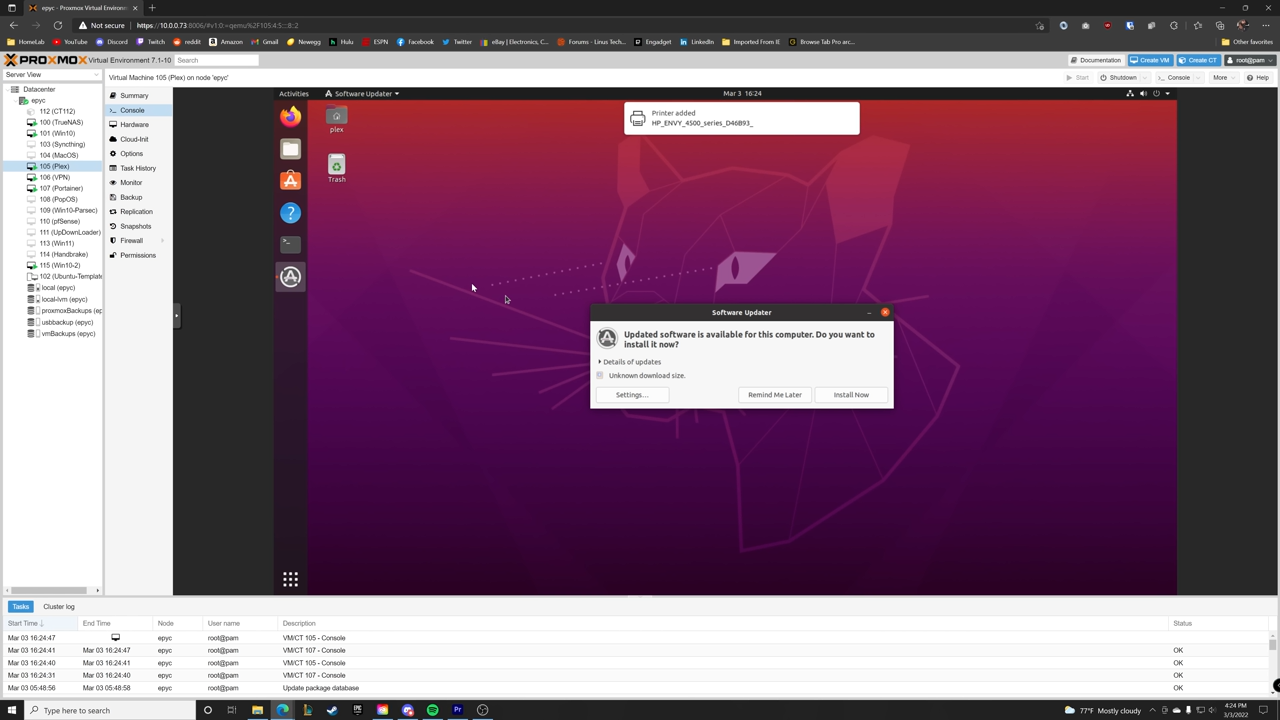 epyc - Proxmox Virtual Environm
Not secure
https://10.0.0.73:8006/#v1:0:=qemu%2F105:4:5::::8::2
HomeLab
YouTube
Discord
Twitch
reddit
Amazon
Gmail
Newegg
Hulu
ESPN
Facebook
Twitter
eBay | Electronics, C...
Forums - Linus Tech...
Engadget
LinkedIn
Imported From IE
Browse Tab Pro arc...
Other favorites
PROXMOX Virtual Environment 7.1-10
Search
Documentation
Create VM
Create CT
root@pam
Server View
Virtual Machine 105 (Plex) on node 'epyc'
Start
Shutdown
Console
More
Help
Datacenter
epyc
112 (CT112)
100 (TrueNAS)
101 (Win10)
103 (Syncthing)
104 (MacOS)
105 (Plex)
106 (VPN)
107 (Portainer)
108 (PopOS)
109 (Win10-Parsec)
110 (pfSense)
111 (UpDownLoader)
113 (Win11)
114 (Handbrake)
115 (Win10-2)
102 (Ubuntu-Template
local (epyc)
local-lvm (epyc)
proxmoxBackups (ep
usbbackup (epyc)
vmBackups (epyc)
Summary
Console
Hardware
Cloud-Init
Options
Task History
Monitor
Backup
Replication
Snapshots
Firewall
Permissions
Activities
Software Updater
Mar 3 16:24
plex
Trash
Printer added
HP_ENVY_4500_series_D46B93_
Software Updater
Updated software is available for this computer. Do you want to
install it now?
Details of updates
Unknown download size.
Settings...
Remind Me Later
Install Now
Tasks
Cluster log
Start Time
End Time
Node
User name
Description
Status
Mar 03 16:24:47 epyc root@pam VM/CT 105 - Console
Mar 03 16:24:41 Mar 03 16:24:47 epyc root@pam VM/CT 107 - Console OK
Mar 03 16:24:40 Mar 03 16:24:41 epyc root@pam VM/CT 105 - Console OK
Mar 03 16:24:31 Mar 03 16:24:40 epyc root@pam VM/CT 107 - Console OK
Mar 03 05:48:56 Mar 03 05:48:58 epyc root@pam Update package database OK
Type here to search
77°F Mostly cloudy
4:24 PM
3/3/2022